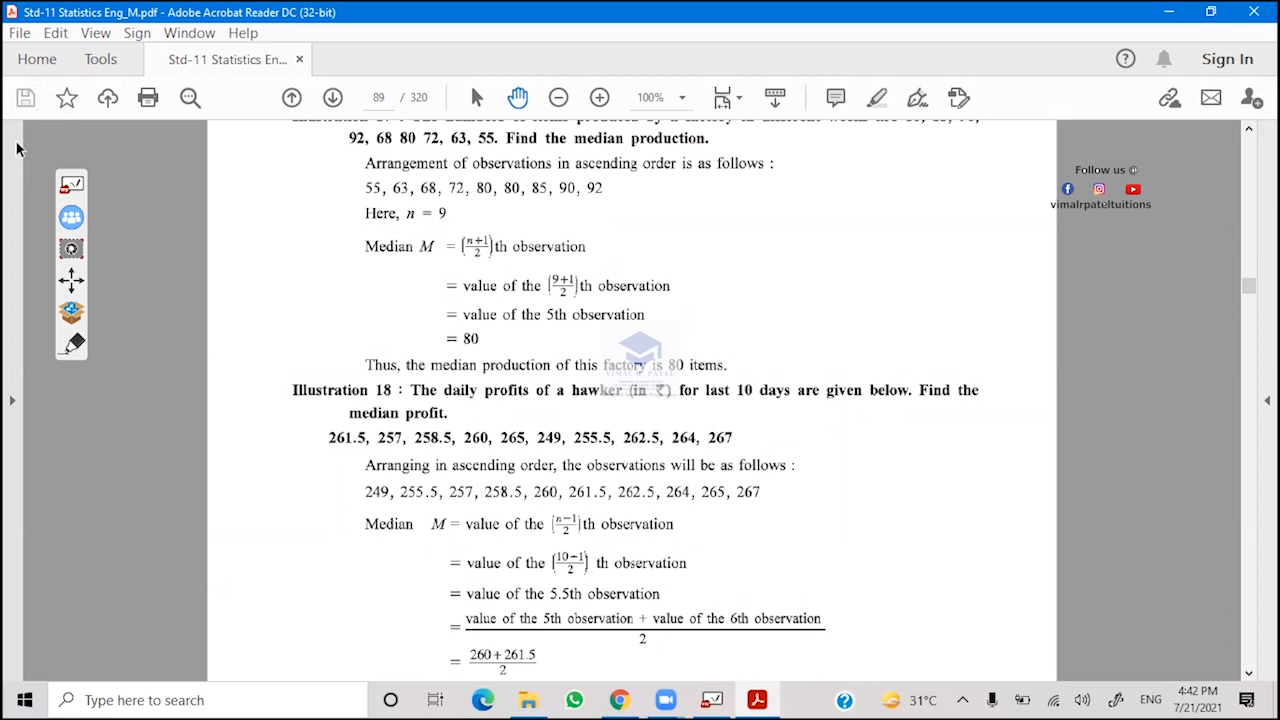 Std-11 Statistics Eng_M.pdf - Adobe Acrobat Reader DC (32-bit)
File Edit View Sign Window Help
Home Tools Std-11 Statistics En... × Sign In
89 / 320 100%
92, 68 80 72, 63, 55. Find the median production.
Arrangement of observations in ascending order is as follows :
55, 63, 68, 72, 80, 80, 85, 90, 92
Here, n = 9
Median M = (n+1/2)th observation
= value of the (9+1/2)th observation
= value of the 5th observation
= 80
Thus, the median production of this factory is 80 items.
Illustration 18 : The daily profits of a hawker (in ₹) for last 10 days are given below. Find the
median profit.
261.5, 257, 258.5, 260, 265, 249, 255.5, 262.5, 264, 267
Arranging in ascending order, the observations will be as follows :
249, 255.5, 257, 258.5, 260, 261.5, 262.5, 264, 265, 267
Median M = value of the (n−1/2)th observation
= value of the (10−1/2) th observation
= value of the 5.5th observation
= value of the 5th observation + value of the 6th observation
2
= 260+261.5
2
Follow us @
vimalrpateltuitions
VIMAL R. PATEL
Type here to search
31°C ENG
4:42 PM
7/21/2021